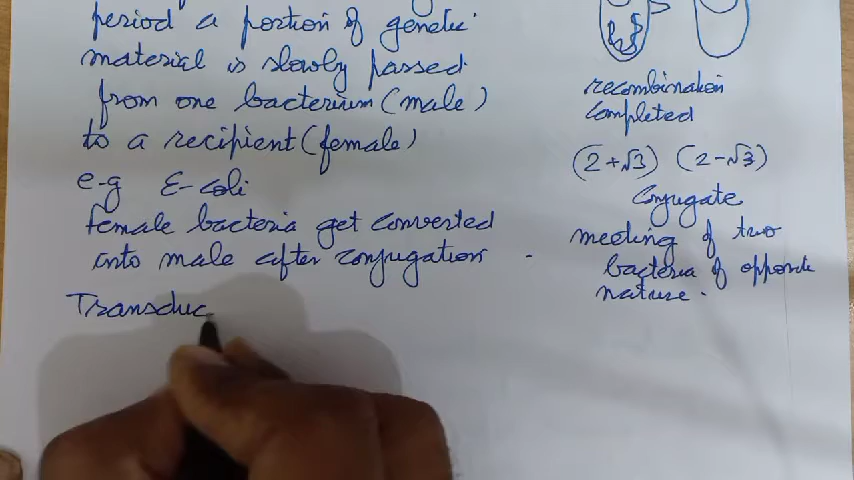 period a portion of genetic
material is slowly passed
from one bacterium (male)
to a recipient (female)
e-g E-coli
female bacteria get converted
into male after conjugation -
Transduc
recombination
completed
(2+√3) (2-√3)
Conjugate
meeting of two
bacteria of opposite
nature.